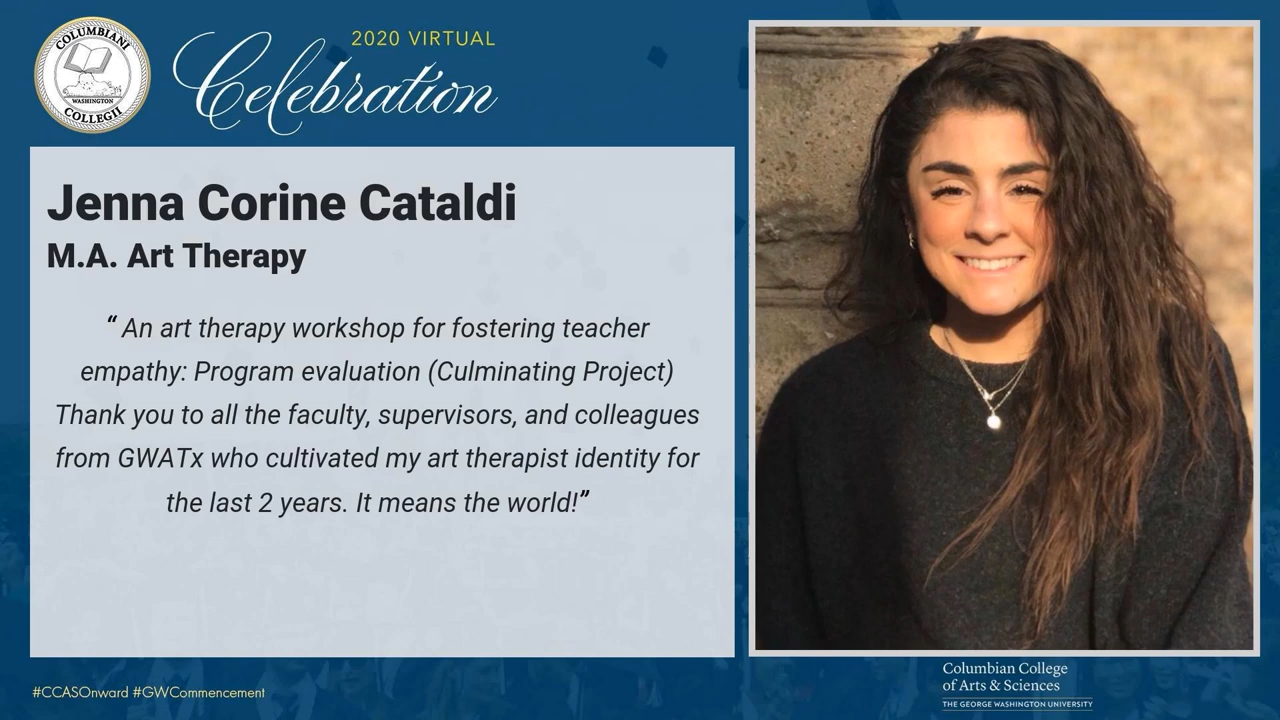 COLUMBIANI
WASHINGTON
COLLEGII
2020 VIRTUAL
Celebration
Jenna Corine Cataldi
M.A. Art Therapy
“ An art therapy workshop for fostering teacher
empathy: Program evaluation (Culminating Project)
Thank you to all the faculty, supervisors, and colleagues
from GWATx who cultivated my art therapist identity for
the last 2 years. It means the world!”
#CCASOnward #GWCommencement
Columbian College
of Arts & Sciences
THE GEORGE WASHINGTON UNIVERSITY